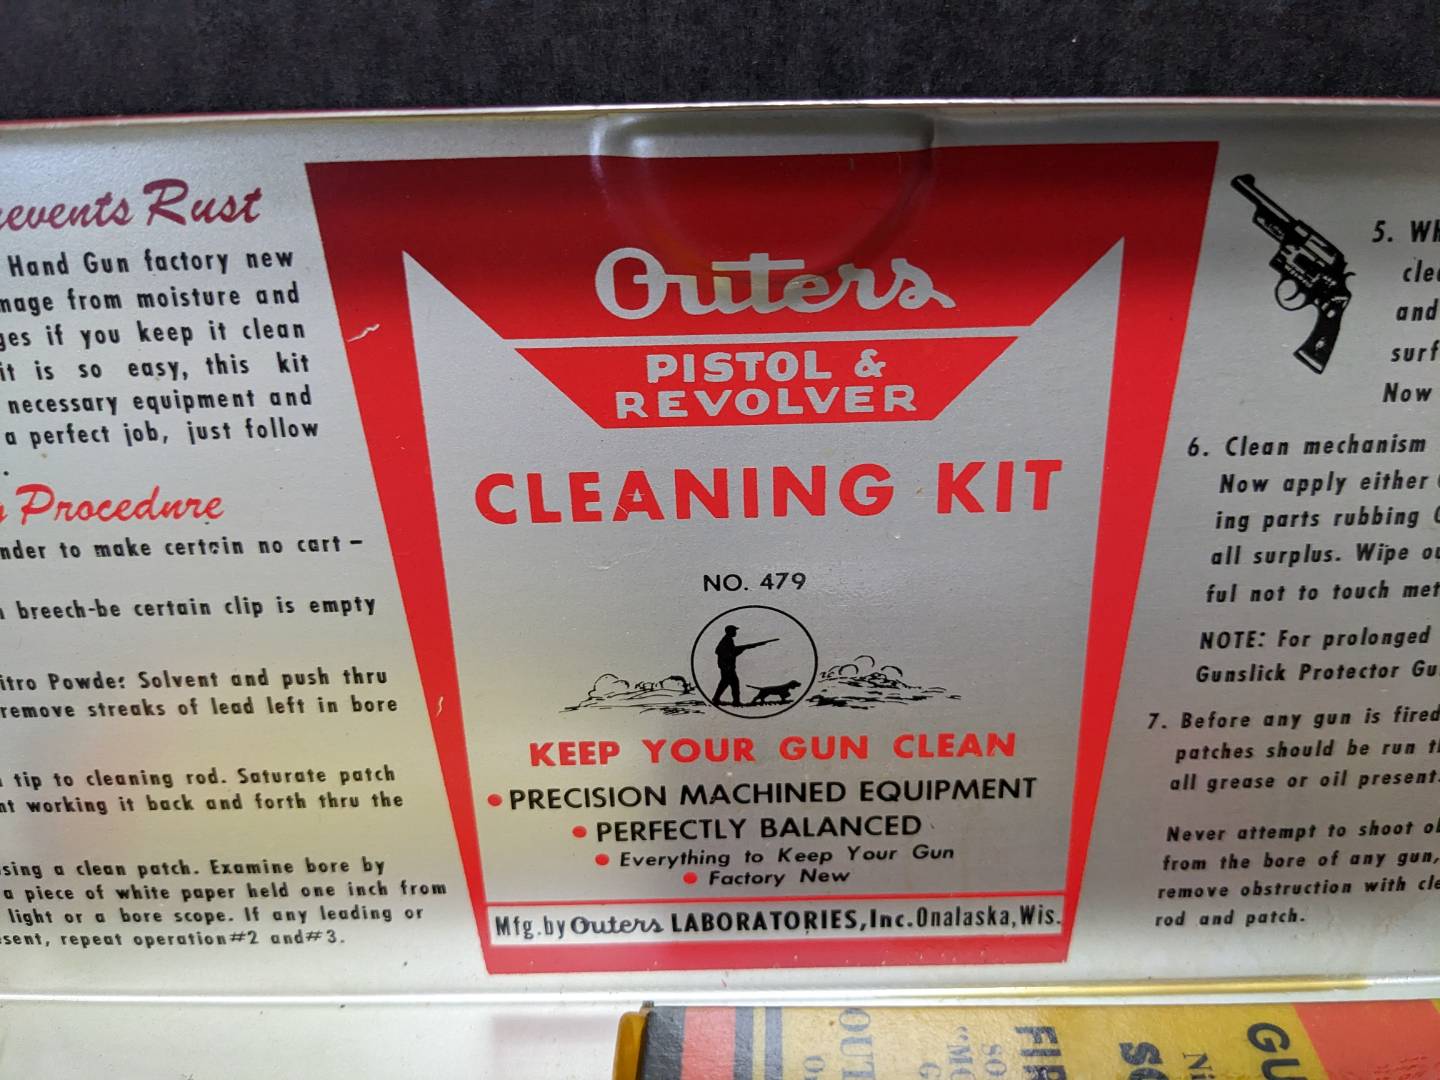 Rust
Hand Gun factory new
from moisture and
if you keep it clean
it is so easy, this kit
necessary equipment and
a perfect job, just follow
.
Procedure
to make certain no cart –
breech-be certain clip is empty
Powder Solvent and push thru
remove streaks of lead left in bore
tip to cleaning rod. Saturate patch
working it back and forth thru the
a clean patch. Examine bore by
a piece of white paper held one inch from
light or a bore scope. If any leading or
repeat operation #2 and #3.
Outers
PISTOL &
REVOLVER
CLEANING KIT
NO. 479
KEEP YOUR GUN CLEAN
• PRECISION MACHINED EQUIPMENT
• PERFECTLY BALANCED
• Everything to Keep Your Gun
• Factory New
Mfg. by Outers LABORATORIES, Inc. Onalaska, Wis.
5.
and
Now
6. Clean mechanism
Now apply either
ing parts rubbing
all surplus. Wipe
ful not to touch
NOTE: For prolonged
Gunslick Protector
7. Before any gun is fired
patches should be run
all grease or oil present.
Never attempt to shoot
from the bore of any gun,
remove obstruction with
rod and patch.